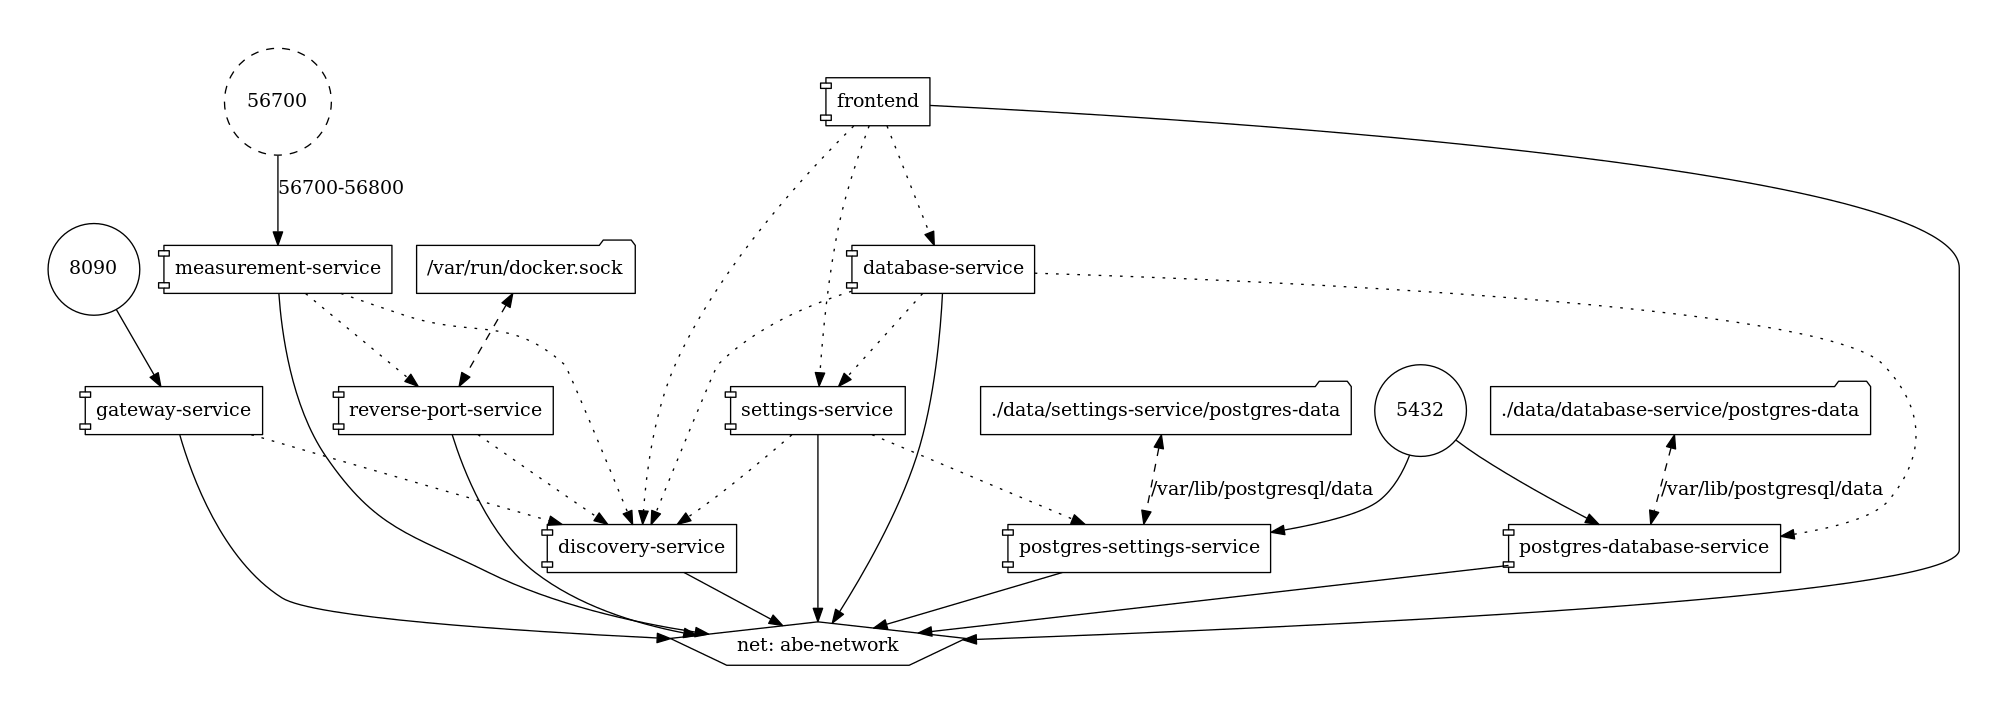 56700
frontend
56700-56800
8090
measurement-service
/var/run/docker.sock
database-service
gateway-service
reverse-port-service
settings-service
./data/settings-service/postgres-data
5432
./data/database-service/postgres-data
/var/lib/postgresql/data
/var/lib/postgresql/data
discovery-service
postgres-settings-service
postgres-database-service
net: abe-network